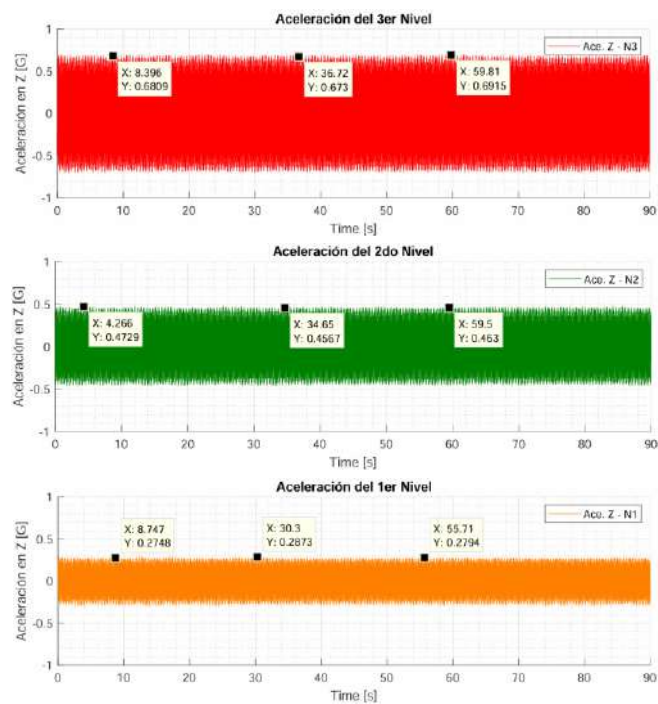 Aceleración del 3er Nivel
Aceleración en Z [G]
1
0.5
0
-0.5
-1
Ace. Z - N3
X: 8.396
Y: 0.6809
X: 36.72
Y: 0.673
X: 59.81
Y: 0.6915
0 10 20 30 40 50 60 70 80 90
Time [s]
Aceleración del 2do Nivel
Aceleración en Z [G]
1
0.5
0
-0.5
-1
Ace. Z - N2
X: 4.266
Y: 0.4729
X: 34.65
Y: 0.4567
X: 59.5
Y: 0.463
0 10 20 30 40 50 60 70 80 90
Time [s]
Aceleración del 1er Nivel
Aceleración en Z [G]
1
0.5
0
-0.5
-1
Ace. Z - N1
X: 8.747
Y: 0.2748
X: 30.3
Y: 0.2873
X: 55.71
Y: 0.2794
0 10 20 30 40 50 60 70 80 90
Time [s]